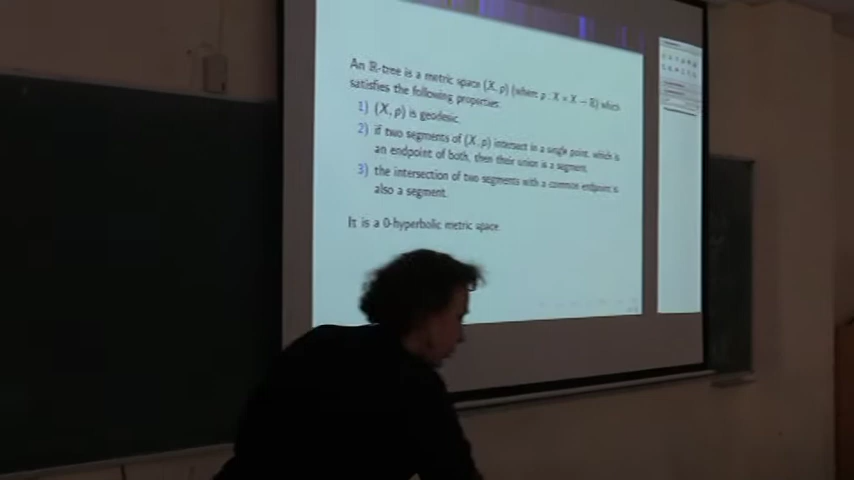 An ℝ-tree is a metric space (X, ρ) (where ρ : X × X → ℝ) which
satisfies the following properties:
1) (X, ρ) is geodesic.
2) if two segments of (X, ρ) intersect in a single point, which is
an endpoint of both, then their union is a segment,
3) the intersection of two segments with a common endpoint is
also a segment.
It is a 0-hyperbolic metric space.